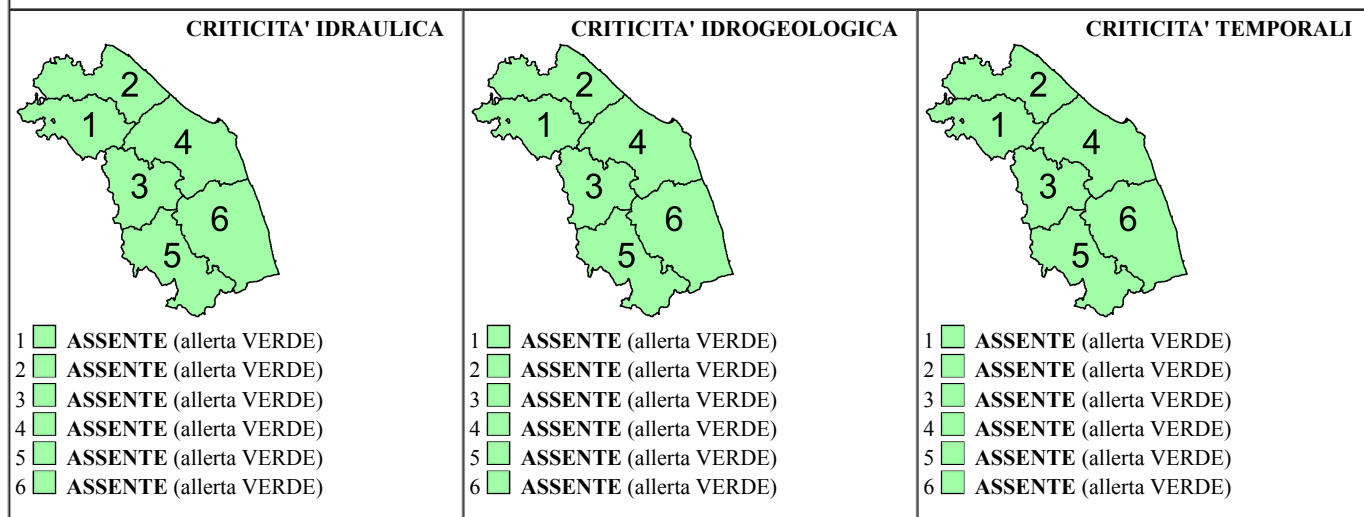 CRITICITA' IDRAULICA
2
1
4
3
6
5
1 ASSENTE (allerta VERDE)
2 ASSENTE (allerta VERDE)
3 ASSENTE (allerta VERDE)
4 ASSENTE (allerta VERDE)
5 ASSENTE (allerta VERDE)
6 ASSENTE (allerta VERDE)
CRITICITA' IDROGEOLOGICA
2
1
4
3
6
5
1 ASSENTE (allerta VERDE)
2 ASSENTE (allerta VERDE)
3 ASSENTE (allerta VERDE)
4 ASSENTE (allerta VERDE)
5 ASSENTE (allerta VERDE)
6 ASSENTE (allerta VERDE)
CRITICITA' TEMPORALI
2
1
4
3
6
5
1 ASSENTE (allerta VERDE)
2 ASSENTE (allerta VERDE)
3 ASSENTE (allerta VERDE)
4 ASSENTE (allerta VERDE)
5 ASSENTE (allerta VERDE)
6 ASSENTE (allerta VERDE)